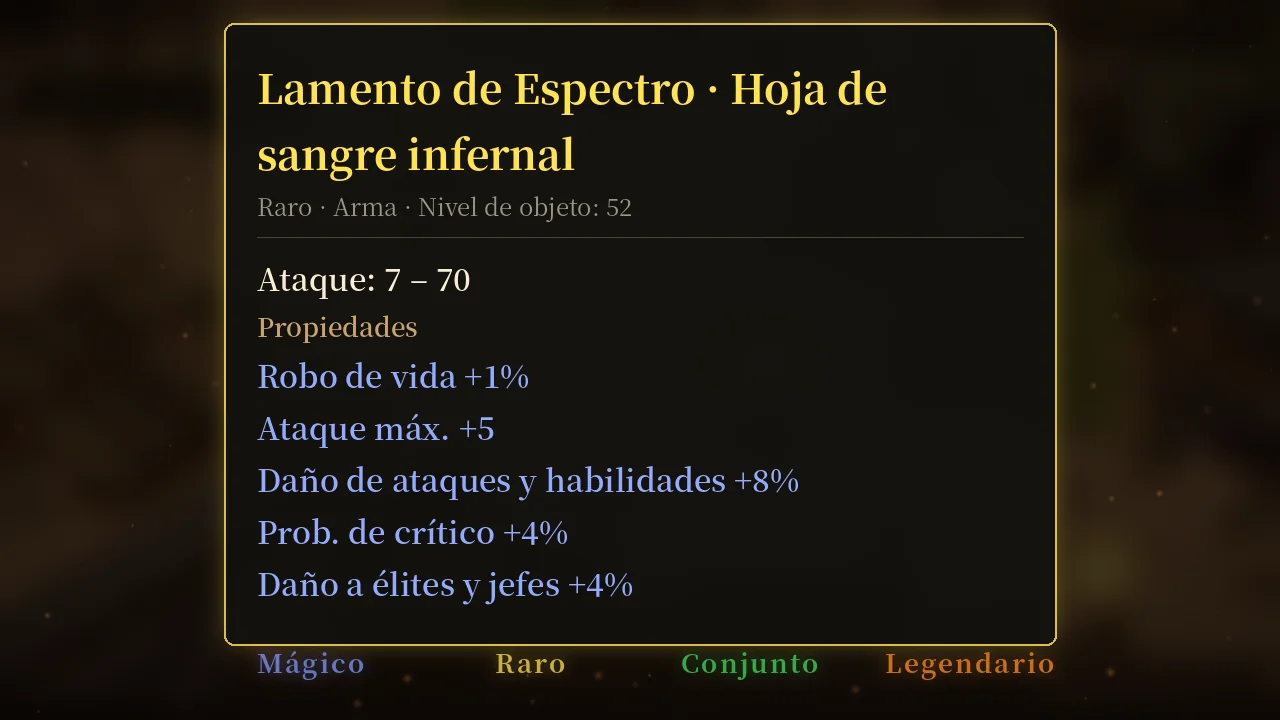 Lamento de Espectro · Hoja de
sangre infernal
Raro · Arma · Nivel de objeto: 52
Ataque: 7 – 70
Propiedades
Robo de vida +1%
Ataque máx. +5
Daño de ataques y habilidades +8%
Prob. de crítico +4%
Daño a élites y jefes +4%
Mágico Raro Conjunto Legendario